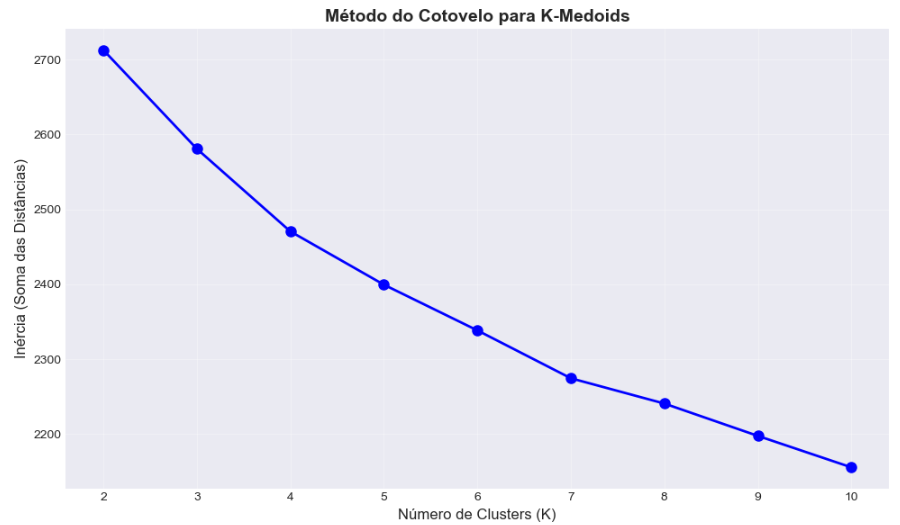 Método do Cotovelo para K-Medoids
2700
2600
2500
2400
2300
2200
Inércia (Soma das Distâncias)
2 3 4 5 6 7 8 9 10
Número de Clusters (K)